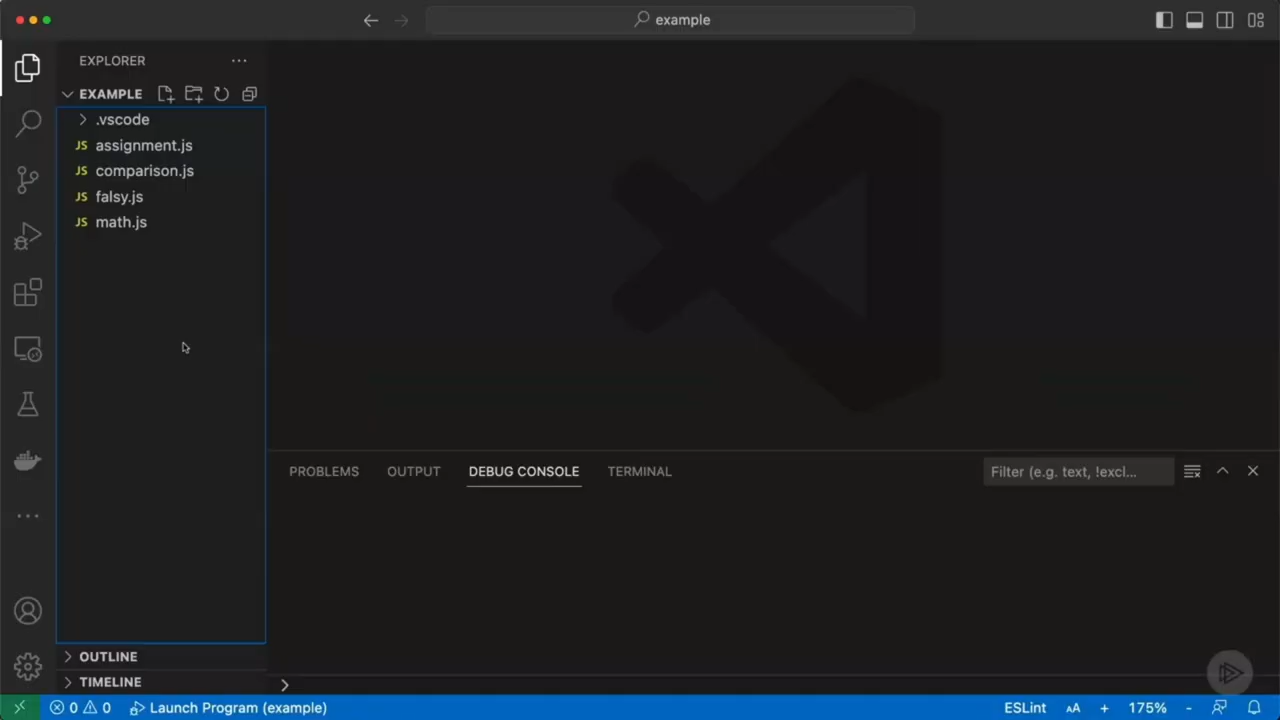 example
EXPLORER
EXAMPLE
.vscode
JS assignment.js
JS comparison.js
JS falsy.js
JS math.js
PROBLEMS OUTPUT DEBUG CONSOLE TERMINAL Filter (e.g. text, !excl...
OUTLINE
TIMELINE
0 0 Launch Program (example) ESLint AA + 175% -